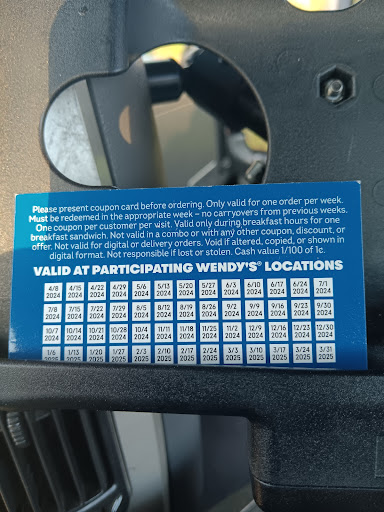 Please present coupon card before ordering. Only valid for one order per week.
Must be redeemed in the appropriate week – no carryovers from previous weeks.
One coupon per customer per visit. Valid only during breakfast hours for one
breakfast sandwich. Not valid in a combo or with any other coupon, discount, or
offer. Not valid for digital or delivery orders. Void if altered, copied, or shown in
digital format. Not responsible if lost or stolen. Cash value 1/100 of 1¢.
VALID AT PARTICIPATING WENDY'S® LOCATIONS
4/8 4/15 4/22 4/29 5/6 5/13 5/20 5/27 6/3 6/10 6/17 6/24 7/1
2024 2024 2024 2024 2024 2024 2024 2024 2024 2024 2024 2024 2024
7/8 7/15 7/22 7/29 8/5 8/12 8/19 8/26 9/2 9/9 9/16 9/23 9/30
2024 2024 2024 2024 2024 2024 2024 2024 2024 2024 2024 2024 2024
10/7 10/14 10/21 10/28 11/4 11/11 11/18 11/25 12/2 12/9 12/16 12/23 12/30
2024 2024 2024 2024 2024 2024 2024 2024 2024 2024 2024 2024 2024
1/6 1/13 1/20 1/27 2/3 2/10 2/17 2/24 3/3 3/10 3/17 3/24 3/31
2025 2025 2025 2025 2025 2025 2025 2025 2025 2025 2025 2025 2025